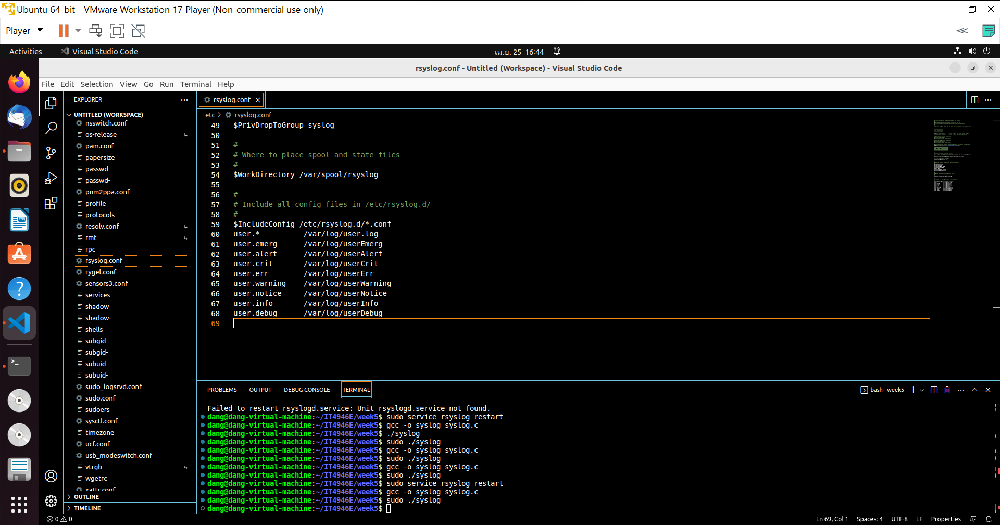 Ubuntu 64-bit - VMware Workstation 17 Player (Non-commercial use only)
Player
Activities
Visual Studio Code
เม.ย. 25 16:44
rsyslog.conf - Untitled (Workspace) - Visual Studio Code
File Edit Selection View Go Run Terminal Help
EXPLORER
UNTITLED (WORKSPACE)
nsswitch.conf
os-release
pam.conf
papersize
passwd
passwd-
pnm2ppa.conf
profile
protocols
resolv.conf
rmt
rpc
rsyslog.conf
rygel.conf
sensors3.conf
services
shadow
shadow-
shells
subgid
subgid-
subuid
subuid-
sudo_logsrvd.conf
sudo.conf
sudoers
sysctl.conf
timezone
ucf.conf
usb_modeswitch.conf
vtrgb
wgetrc
xattr.conf
OUTLINE
TIMELINE
rsyslog.conf
etc > rsyslog.conf
49 $PrivDropToGroup syslog
50
51 #
52 # Where to place spool and state files
53 #
54 $WorkDirectory /var/spool/rsyslog
55
56 #
57 # Include all config files in /etc/rsyslog.d/
58 #
59 $IncludeConfig /etc/rsyslog.d/*.conf
60 user.* /var/log/user.log
61 user.emerg /var/log/userEmerg
62 user.alert /var/log/userAlert
63 user.crit /var/log/userCrit
64 user.err /var/log/userErr
65 user.warning /var/log/userWarning
66 user.notice /var/log/userNotice
67 user.info /var/log/userInfo
68 user.debug /var/log/userDebug
69
PROBLEMS OUTPUT DEBUG CONSOLE TERMINAL
bash - week5
Failed to restart rsyslogd.service: Unit rsyslogd.service not found.
dang@dang-virtual-machine:~/IT4946E/week5$ sudo service rsyslog restart
dang@dang-virtual-machine:~/IT4946E/week5$ gcc -o syslog syslog.c
dang@dang-virtual-machine:~/IT4946E/week5$ ./syslog
dang@dang-virtual-machine:~/IT4946E/week5$ sudo ./syslog
dang@dang-virtual-machine:~/IT4946E/week5$ gcc -o syslog syslog.c
dang@dang-virtual-machine:~/IT4946E/week5$ sudo ./syslog
dang@dang-virtual-machine:~/IT4946E/week5$ gcc -o syslog syslog.c
dang@dang-virtual-machine:~/IT4946E/week5$ sudo ./syslog
dang@dang-virtual-machine:~/IT4946E/week5$ sudo service rsyslog restart
dang@dang-virtual-machine:~/IT4946E/week5$ gcc -o syslog syslog.c
dang@dang-virtual-machine:~/IT4946E/week5$ sudo ./syslog
dang@dang-virtual-machine:~/IT4946E/week5$
0 0
Ln 69, Col 1 Spaces: 4 UTF-8 LF Properties